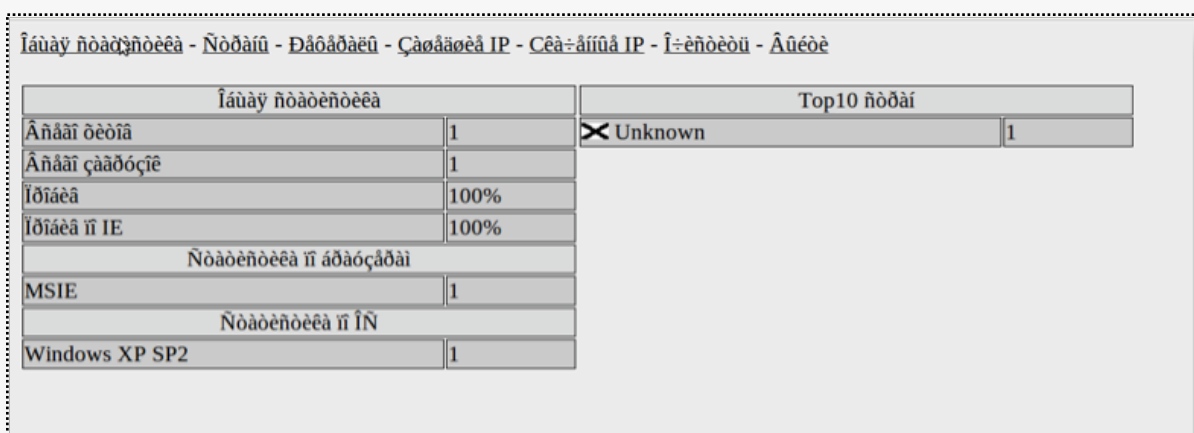 Îáùàÿ ñòàòèñòèêà - Ñòðàíû - Ðåôåðàëû - Çàøåäøèå IP - Cêà÷åííûå IP - Î÷èñòèòü - Âûéòè
Îáùàÿ ñòàòèñòèêà
Âñåãî õèòîâ 1
Âñåãî çàãðóçîê 1
Ïðîáèâ 100%
Ïðîáèâ ïî IE 100%
Ñòàòèñòèêà ïî áðàóçåðàì
MSIE 1
Ñòàòèñòèêà ïî ÎÑ
Windows XP SP2 1
Top10 ñòðàí
Unknown 1